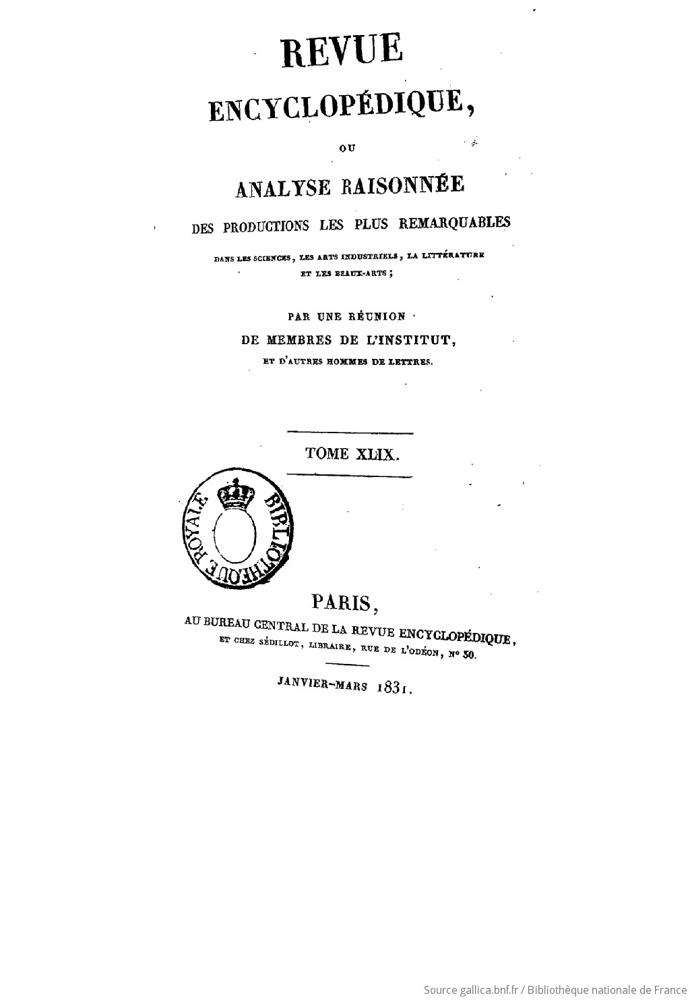 REVUE
ENCYCLOPÉDIQUE,
OU
ANALYSE RAISONNÉE
DES PRODUCTIONS LES PLUS REMARQUABLES
DANS LES SCIENCES, LES ARTS INDUSTRIELS, LA LITTÉRATURE
ET LES BEAUX-ARTS;
PAR UNE RÉUNION
DE MEMBRES DE L'INSTITUT,
ET D'AUTRES HOMMES DE LETTRES.
TOME XLIX.
BIBLIOTHEQUE ROYALE
PARIS,
AU BUREAU CENTRAL DE LA REVUE ENCYCLOPÉDIQUE,
ET CHEZ SÉDILLOT, LIBRAIRE, RUE DE L'ODÉON, N° 30.
JANVIER-MARS 1831.
Source gallica.bnf.fr / Bibliothèque nationale de France